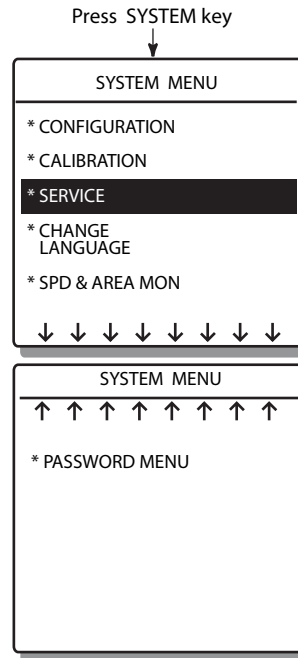 Press SYSTEM key
SYSTEM MENU
* CONFIGURATION
* CALIBRATION
* SERVICE
* CHANGE
LANGUAGE
* SPD & AREA MON
↓ ↓ ↓ ↓ ↓ ↓ ↓ ↓
SYSTEM MENU
↑ ↑ ↑ ↑ ↑ ↑ ↑ ↑
* PASSWORD MENU